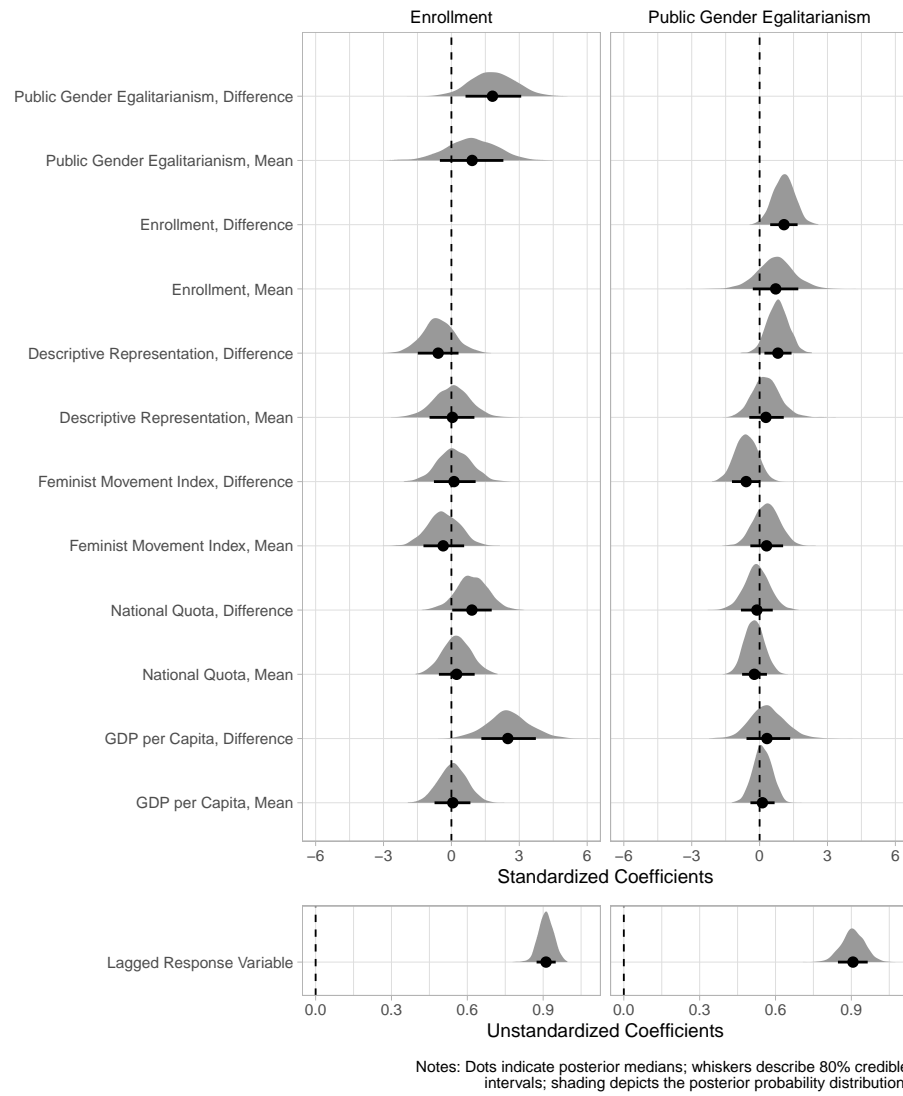 Enrollment
Public Gender Egalitarianism
Public Gender Egalitarianism, Difference
Public Gender Egalitarianism, Mean
Enrollment, Difference
Enrollment, Mean
Descriptive Representation, Difference
Descriptive Representation, Mean
Feminist Movement Index, Difference
Feminist Movement Index, Mean
National Quota, Difference
National Quota, Mean
GDP per Capita, Difference
GDP per Capita, Mean
−6 −3 0 3 6 −6 −3 0 3 6
Standardized Coefficients
Lagged Response Variable
0.0 0.3 0.6 0.9 0.0 0.3 0.6 0.9
Unstandardized Coefficients
Notes: Dots indicate posterior medians; whiskers describe 80% credible
intervals; shading depicts the posterior probability distribution